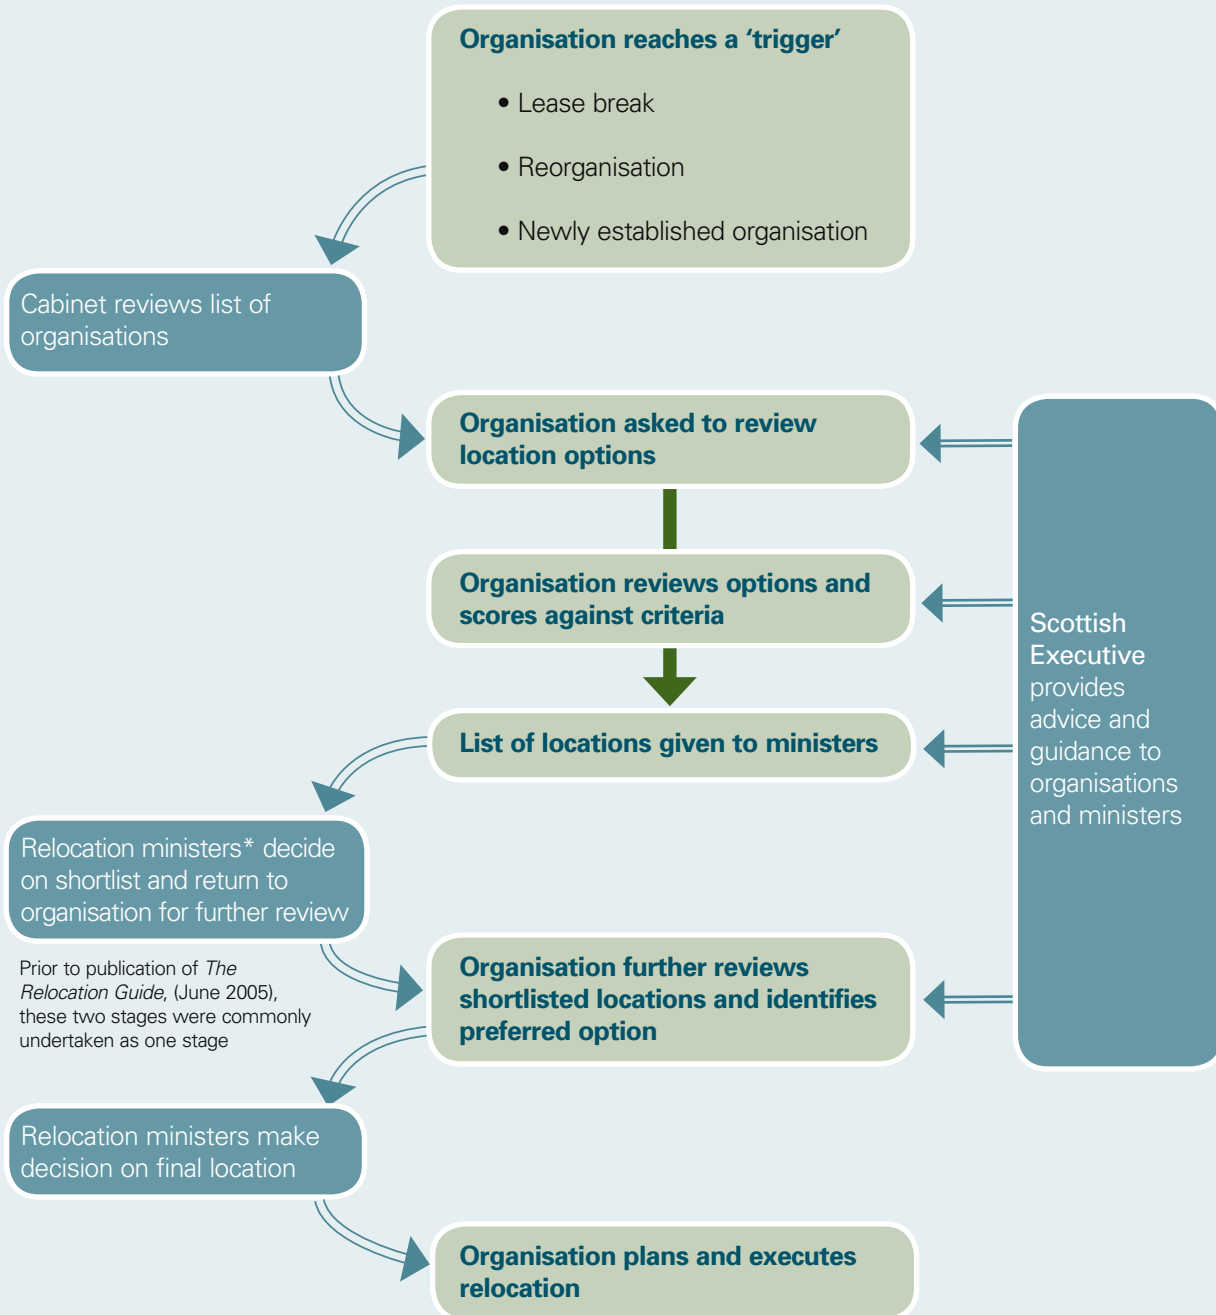 Organisation reaches a ‘trigger’
• Lease break
• Reorganisation
• Newly established organisation
Cabinet reviews list of
organisations
Organisation asked to review
location options
Organisation reviews options and
scores against criteria
List of locations given to ministers
Scottish
Executive
provides
advice and
guidance to
organisations
and ministers
Relocation ministers* decide
on shortlist and return to
organisation for further review
Prior to publication of The
Relocation Guide, (June 2005),
these two stages were commonly
undertaken as one stage
Organisation further reviews
shortlisted locations and identifies
preferred option
Relocation ministers make
decision on final location
Organisation plans and executes
relocation